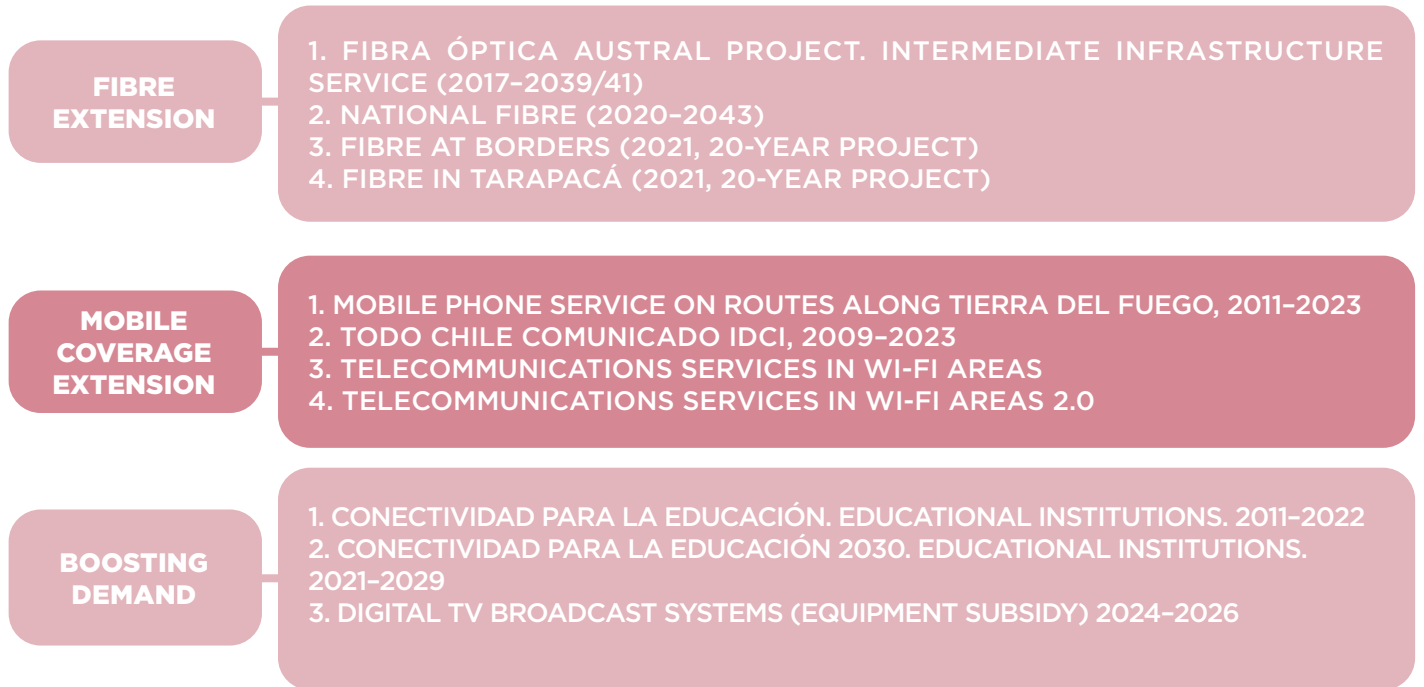 FIBRE
EXTENSION
1. FIBRA ÓPTICA AUSTRAL PROJECT. INTERMEDIATE INFRASTRUCTURE
SERVICE (2017–2039/41)
2. NATIONAL FIBRE (2020–2043)
3. FIBRE AT BORDERS (2021, 20-YEAR PROJECT)
4. FIBRE IN TARAPACÁ (2021, 20-YEAR PROJECT)
MOBILE
COVERAGE
EXTENSION
1. MOBILE PHONE SERVICE ON ROUTES ALONG TIERRA DEL FUEGO, 2011–2023
2. TODO CHILE COMUNICADO IDCI, 2009–2023
3. TELECOMMUNICATIONS SERVICES IN WI-FI AREAS
4. TELECOMMUNICATIONS SERVICES IN WI-FI AREAS 2.0
BOOSTING
DEMAND
1. CONECTIVIDAD PARA LA EDUCACIÓN. EDUCATIONAL INSTITUTIONS. 2011–2022
2. CONECTIVIDAD PARA LA EDUCACIÓN 2030. EDUCATIONAL INSTITUTIONS.
2021–2029
3. DIGITAL TV BROADCAST SYSTEMS (EQUIPMENT SUBSIDY) 2024–2026